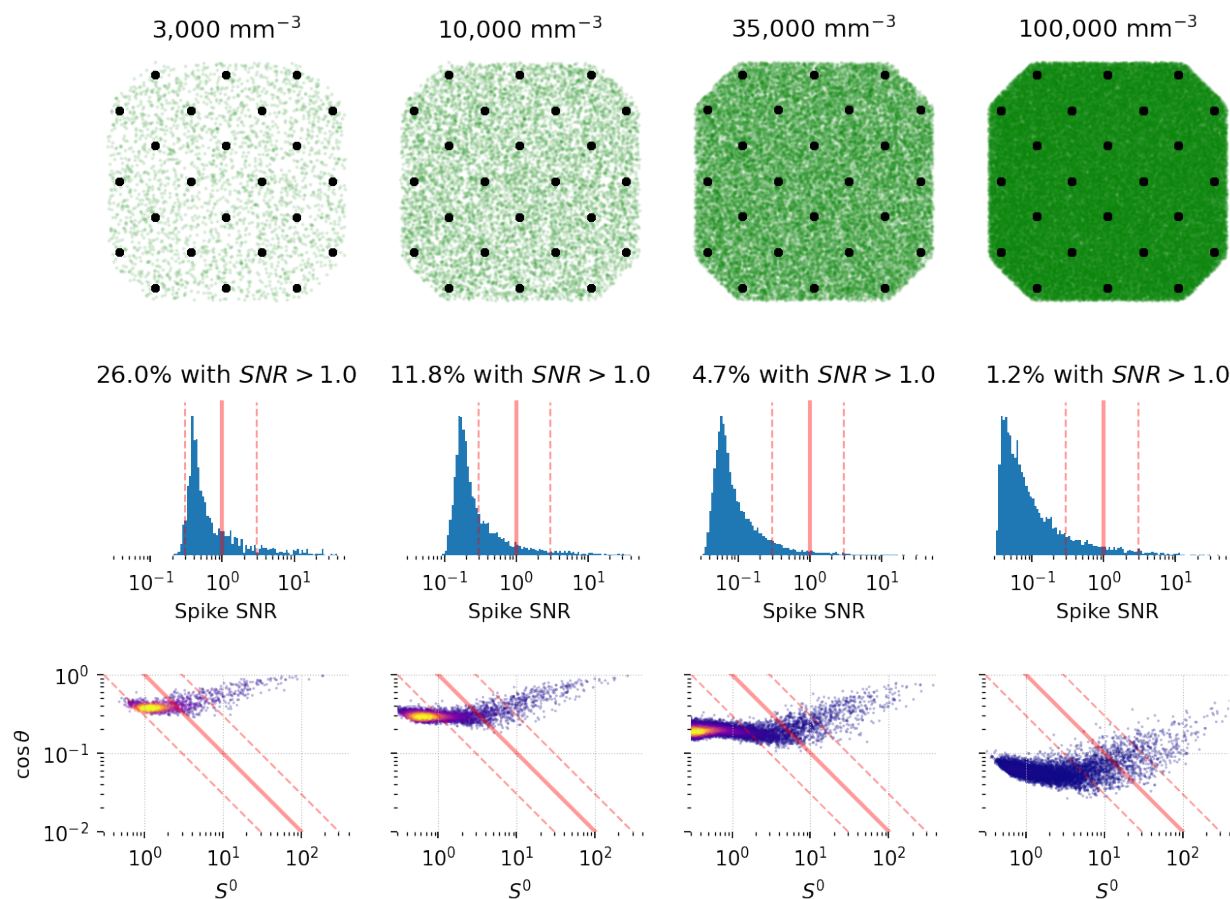 3,000 mm⁻³ 10,000 mm⁻³ 35,000 mm⁻³ 100,000 mm⁻³
26.0% with SNR > 1.0 11.8% with SNR > 1.0 4.7% with SNR > 1.0 1.2% with SNR > 1.0
10⁻¹ 10⁰ 10¹ 10⁻¹ 10⁰ 10¹ 10⁻¹ 10⁰ 10¹ 10⁻¹ 10⁰ 10¹
Spike SNR Spike SNR Spike SNR Spike SNR
10⁰
10⁻¹
10⁻²
cos θ
10⁰ 10¹ 10² 10⁰ 10¹ 10² 10⁰ 10¹ 10² 10⁰ 10¹ 10²
S⁰ S⁰ S⁰ S⁰